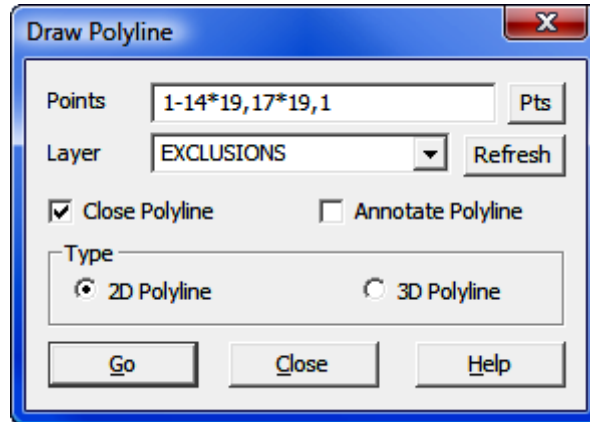 Draw Polyline
Points 1-14*19,17*19,1 Pts
Layer EXCLUSIONS Refresh
Close Polyline Annotate Polyline
Type
2D Polyline 3D Polyline
Go Close Help